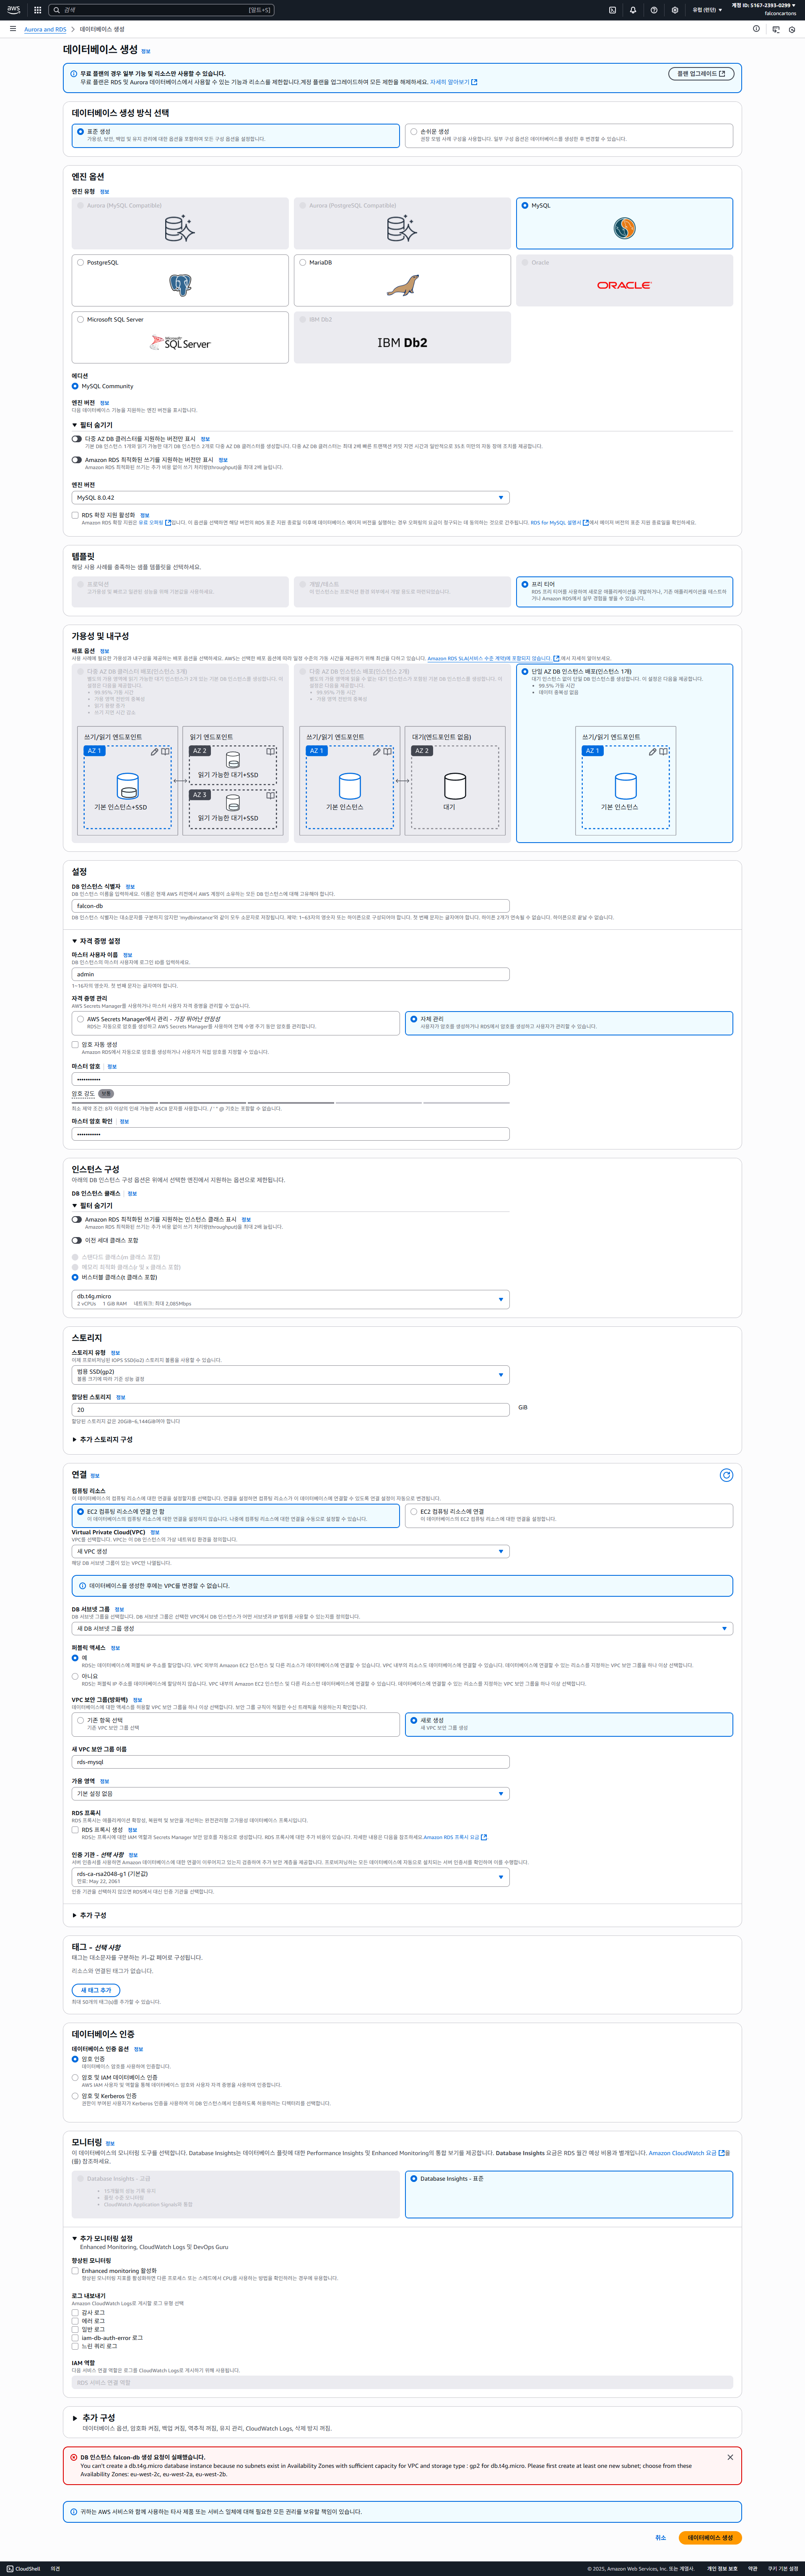 aws
검색
[알트+S]
유럽 (런던)
계정 ID: 5167-2393-0299
falconcartons
Aurora and RDS > 데이터베이스 생성
데이터베이스 생성 정보
무료 플랜의 경우 일부 기능 및 리소스만 사용할 수 있습니다.
무료 플랜은 RDS 및 Aurora 데이터베이스에서 사용할 수 있는 기능과 리소스를 제한합니다.계정 플랜을 업그레이드하여 모든 제한을 해제하세요. 자세히 알아보기
플랜 업그레이드
데이터베이스 생성 방식 선택
표준 생성
가용성, 보안, 백업 및 유지 관리에 대한 옵션을 포함하여 모든 구성 옵션을 설정합니다.
손쉬운 생성
권장 모범 사례 구성을 사용합니다. 일부 구성 옵션은 데이터베이스를 생성한 후 변경할 수 있습니다.
엔진 옵션
엔진 유형 정보
Aurora (MySQL Compatible)
Aurora (PostgreSQL Compatible)
MySQL
PostgreSQL
MariaDB
Oracle
ORACLE
Microsoft SQL Server
Microsoft SQL Server
IBM Db2
IBM Db2
에디션
MySQL Community
엔진 버전 정보
다음 데이터베이스 기능을 지원하는 엔진 버전을 표시합니다.
필터 숨기기
다중 AZ DB 클러스터를 지원하는 버전만 표시 정보
기본 DB 인스턴스 1개와 읽기 가능한 대기 DB 인스턴스 2개로 다중 AZ DB 클러스터를 생성합니다. 다중 AZ DB 클러스터는 최대 2배 빠른 트랜잭션 커밋 지연 시간과 일반적으로 35초 미만의 자동 장애 조치를 제공합니다.
Amazon RDS 최적화된 쓰기를 지원하는 버전만 표시 정보
Amazon RDS 최적화된 쓰기는 추가 비용 없이 쓰기 처리량(throughput)을 최대 2배 높입니다.
엔진 버전
MySQL 8.0.42
RDS 확장 지원 활성화 정보
Amazon RDS 확장 지원은 유료 오퍼링입니다. 이 옵션을 선택하면 해당 버전의 RDS 표준 지원 종료일 이후에 데이터베이스 메이저 버전을 실행하는 경우 오퍼링의 요금이 청구되는 데 동의하는 것으로 간주됩니다. RDS for MySQL 설명서에서 메이저 버전의 표준 지원 종료일을 확인하세요.
템플릿
해당 사용 사례를 충족하는 샘플 템플릿을 선택하세요.
프로덕션
고가용성 및 빠르고 일관된 성능을 위해 기본값을 사용하세요.
개발/테스트
이 인스턴스는 프로덕션 환경 외부에서 개발 용도로 마련되었습니다.
프리 티어
RDS 프리 티어를 사용하여 새로운 애플리케이션을 개발하거나, 기존 애플리케이션을 테스트하거나 Amazon RDS에서 실무 경험을 쌓을 수 있습니다.
가용성 및 내구성
배포 옵션 정보
사용 사례에 필요한 가용성과 내구성을 제공하는 배포 옵션을 선택하세요. AWS는 선택한 배포 옵션에 따라 일정 수준의 가동 시간을 제공하기 위해 최선을 다하고 있습니다. Amazon RDS SLA(서비스 수준 계약)에 포함되지 않습니다. 에서 자세히 알아보세요.
다중 AZ DB 클러스터 배포(인스턴스 3개)
99.95% 가동 시간
가용 영역 전반의 중복성
읽기 용량 증가
쓰기 지연 시간 감소
쓰기/읽기 엔드포인트
AZ 1
기본 인스턴스+SSD
읽기 엔드포인트
AZ 2
읽기 가능한 대기+SSD
AZ 3
읽기 가능한 대기+SSD
다중 AZ DB 인스턴스 배포(인스턴스 2개)
99.95% 가동 시간
가용 영역 전반의 중복성
쓰기/읽기 엔드포인트
AZ 1
기본 인스턴스
대기(엔드포인트 없음)
AZ 2
대기
단일 AZ DB 인스턴스 배포(인스턴스 1개)
대기 인스턴스 없이 단일 DB 인스턴스를 생성합니다. 이 설정은 다음을 제공합니다.
99.5% 가동 시간
데이터 중복성 없음
쓰기/읽기 엔드포인트
AZ 1
기본 인스턴스
설정
DB 인스턴스 식별자 정보
DB 인스턴스 이름을 입력하세요. 이름은 현재 AWS 리전에서 AWS 계정이 소유하는 모든 DB 인스턴스에 대해 고유해야 합니다.
falcon-db
DB 인스턴스 식별자는 대소문자를 구분하지 않지만 'mydbinstance'와 같이 모두 소문자로 저장됩니다. 제약: 1~63자의 영숫자 또는 하이픈으로 구성되어야 합니다. 첫 번째 문자는 글자여야 합니다. 하이픈 2개가 연속될 수 없습니다. 하이픈으로 끝날 수 없습니다.
자격 증명 설정
마스터 사용자 이름 정보
DB 인스턴스의 마스터 사용자에 로그인 ID를 입력하세요.
admin
1~16자의 영숫자. 첫 번째 문자는 글자여야 합니다.
자격 증명 관리
AWS Secrets Manager를 사용하거나 마스터 사용자 자격 증명을 관리할 수 있습니다.
AWS Secrets Manager에서 관리 - 가장 뛰어난 안정성
RDS는 자동으로 암호를 생성하고 AWS Secrets Manager를 사용하여 전체 수명 주기 동안 암호를 관리합니다.
자체 관리
사용자가 암호를 생성하거나 RDS에서 암호를 생성하고 사용자가 관리할 수 있습니다.
암호 자동 생성
Amazon RDS에서 자동으로 암호를 생성하거나 사용자가 직접 암호를 지정할 수 있습니다.
마스터 암호 정보
•••••••••••
암호 강도 보통
최소 제약 조건: 8자 이상의 인쇄 가능한 ASCII 문자를 사용합니다. / ' " @ 기호는 포함할 수 없습니다.
마스터 암호 확인 정보
•••••••••••
인스턴스 구성
아래의 DB 인스턴스 구성 옵션은 위에서 선택한 엔진에서 지원하는 옵션으로 제한됩니다.
DB 인스턴스 클래스 정보
필터 숨기기
Amazon RDS 최적화된 쓰기를 지원하는 인스턴스 클래스 표시 정보
Amazon RDS 최적화된 쓰기는 추가 비용 없이 쓰기 처리량(throughput)을 최대 2배 높입니다.
이전 세대 클래스 포함
스탠다드 클래스(m 클래스 포함)
메모리 최적화 클래스(r 및 x 클래스 포함)
버스터블 클래스(t 클래스 포함)
db.t4g.micro
2 vCPUs 1 GiB RAM 네트워크: 최대 2,085Mbps
스토리지
스토리지 유형 정보
이제 프로비저닝된 IOPS SSD(io2) 스토리지 볼륨을 사용할 수 있습니다.
범용 SSD(gp2)
볼륨 크기에 따라 기준 성능 결정
할당된 스토리지 정보
20
GiB
할당된 스토리지 값은 20GiB~6,144GiB여야 합니다
추가 스토리지 구성
연결 정보
컴퓨팅 리소스
이 데이터베이스의 컴퓨팅 리소스에 대한 연결을 설정할지를 선택합니다. 연결을 설정하면 컴퓨팅 리소스가 이 데이터베이스에 연결할 수 있도록 연결 설정이 자동으로 변경됩니다.
EC2 컴퓨팅 리소스에 연결 안 함
이 데이터베이스의 컴퓨팅 리소스에 대한 연결을 설정하지 않습니다. 나중에 컴퓨팅 리소스에 대한 연결을 수동으로 설정할 수 있습니다.
EC2 컴퓨팅 리소스에 연결
이 데이터베이스의 EC2 컴퓨팅 리소스에 대한 연결을 설정합니다.
Virtual Private Cloud(VPC) 정보
VPC를 선택합니다. VPC는 이 DB 인스턴스의 가상 네트워킹 환경을 정의합니다.
새 VPC 생성
해당 DB 서브넷 그룹이 있는 VPC만 나열됩니다.
데이터베이스를 생성한 후에는 VPC를 변경할 수 없습니다.
DB 서브넷 그룹 정보
DB 서브넷 그룹을 선택합니다. DB 서브넷 그룹은 선택한 VPC에서 DB 인스턴스가 어떤 서브넷과 IP 범위를 사용할 수 있는지를 정의합니다.
새 DB 서브넷 그룹 생성
퍼블릭 액세스 정보
예
RDS는 데이터베이스에 퍼블릭 IP 주소를 할당합니다. VPC 외부의 Amazon EC2 인스턴스 및 다른 리소스가 데이터베이스에 연결할 수 있습니다. VPC 내부의 리소스도 데이터베이스에 연결할 수 있습니다. 데이터베이스에 연결할 수 있는 리소스를 지정하는 VPC 보안 그룹을 하나 이상 선택합니다.
아니요
RDS는 퍼블릭 IP 주소를 데이터베이스에 할당하지 않습니다. VPC 내부의 Amazon EC2 인스턴스 및 다른 리소스만 데이터베이스에 연결할 수 있습니다. 데이터베이스에 연결할 수 있는 리소스를 지정하는 VPC 보안 그룹을 하나 이상 선택합니다.
VPC 보안 그룹(방화벽) 정보
데이터베이스에 대한 액세스를 허용할 VPC 보안 그룹을 하나 이상 선택합니다. 보안 그룹 규칙이 적절한 수신 트래픽을 허용하는지 확인합니다.
기존 항목 선택
기존 VPC 보안 그룹 선택
새로 생성
새 VPC 보안 그룹 생성
새 VPC 보안 그룹 이름
rds-mysql
가용 영역 정보
기본 설정 없음
RDS 프록시
RDS 프록시는 애플리케이션 확장성, 복원력 및 보안을 개선하는 완전관리형 고가용성 데이터베이스 프록시입니다.
RDS 프록시 생성 정보
RDS는 프록시에 대한 IAM 역할과 Secrets Manager 보안 암호를 자동으로 생성합니다. RDS 프록시에 대한 추가 비용이 있습니다. 자세한 내용은 다음을 참조하세요.Amazon RDS 프록시 요금
인증 기관 - 선택 사항 정보
서버 인증서를 사용하면 Amazon 데이터베이스에 대한 연결이 이루어지고 있는지 검증하여 추가 보안 계층을 제공합니다. 프로비저닝하는 모든 데이터베이스에 자동으로 설치되는 서버 인증서를 확인하여 이를 수행합니다.
rds-ca-rsa2048-g1 (기본값)
만료: May 22, 2061
인증 기관을 선택하지 않으면 RDS에서 대신 인증 기관을 선택합니다.
추가 구성
태그 - 선택 사항
태그는 대소문자를 구분하는 키-값 페어로 구성됩니다.
리소스와 연결된 태그가 없습니다.
새 태그 추가
최대 50개의 태그(s)를 추가할 수 있습니다.
데이터베이스 인증
데이터베이스 인증 옵션 정보
암호 인증
데이터베이스 암호를 사용하여 인증합니다.
암호 및 IAM 데이터베이스 인증
AWS IAM 사용자 및 역할을 통해 데이터베이스 암호와 사용자 자격 증명을 사용하여 인증합니다.
암호 및 Kerberos 인증
권한이 부여된 사용자가 Kerberos 인증을 사용하여 이 DB 인스턴스에서 인증하도록 허용하려는 디렉터리를 선택합니다.
모니터링 정보
이 데이터베이스의 모니터링 도구를 선택합니다. Database Insights는 데이터베이스 플릿에 대한 Performance Insights 및 Enhanced Monitoring의 통합 보기를 제공합니다. Database Insights 요금은 RDS 월간 예상 비용과 별개입니다. Amazon CloudWatch 요금을
(를) 참조하세요.
Database Insights - 고급
15개월의 성능 기록 유지
플릿 수준 모니터링
CloudWatch Application Signals와 통합
Database Insights - 표준
추가 모니터링 설정
Enhanced Monitoring, CloudWatch Logs 및 DevOps Guru
향상된 모니터링
Enhanced monitoring 활성화
향상된 모니터링 지표를 활성화하면 다른 프로세스 또는 스레드에서 CPU를 사용하는 방법을 확인하려는 경우에 유용합니다.
로그 내보내기
Amazon CloudWatch Logs로 게시할 로그 유형 선택
감사 로그
에러 로그
일반 로그
iam-db-auth-error 로그
느린 쿼리 로그
IAM 역할
다음 서비스 연결 역할은 로그를 CloudWatch Logs로 게시하기 위해 사용됩니다.
RDS 서비스 연결 역할
추가 구성
데이터베이스 옵션, 암호화 켜짐, 백업 켜짐, 역추적 꺼짐, 유지 관리, CloudWatch Logs, 삭제 방지 꺼짐.
DB 인스턴스 falcon-db 생성 요청이 실패했습니다.
You can't create a db.t4g.micro database instance because no subnets exist in Availability Zones with sufficient capacity for VPC and storage type : gp2 for db.t4g.micro. Please first create at least one new subnet; choose from these
Availability Zones: eu-west-2c, eu-west-2a, eu-west-2b.
귀하는 AWS 서비스와 함께 사용하는 타사 제품 또는 서비스 일체에 대해 필요한 모든 권리를 보유할 책임이 있습니다.
취소
데이터베이스 생성
CloudShell
의견
© 2025, Amazon Web Services, Inc. 또는 계열사.
개인 정보 보호
약관
쿠키 기본 설정